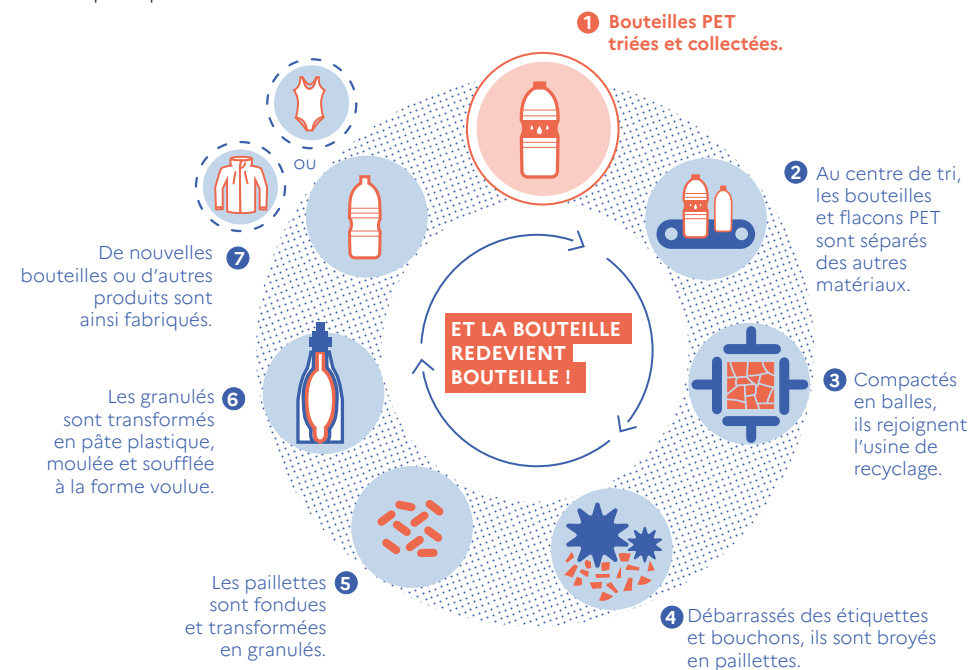 1 Bouteilles PET
triées et collectées.
2 Au centre de tri,
les bouteilles
et flacons PET
sont séparés
des autres
matériaux.
3 Compactés
en balles,
ils rejoignent
l'usine de
recyclage.
4 Débarrassés des étiquettes
et bouchons, ils sont broyés
en paillettes.
5 Les paillettes
sont fondues
et transformées
en granulés.
6 Les granulés
sont transformés
en pâte plastique,
moulée et soufflée
à la forme voulue.
7 De nouvelles
bouteilles ou d'autres
produits sont
ainsi fabriqués.
OU
ET LA BOUTEILLE
REDEVIENT
BOUTEILLE !